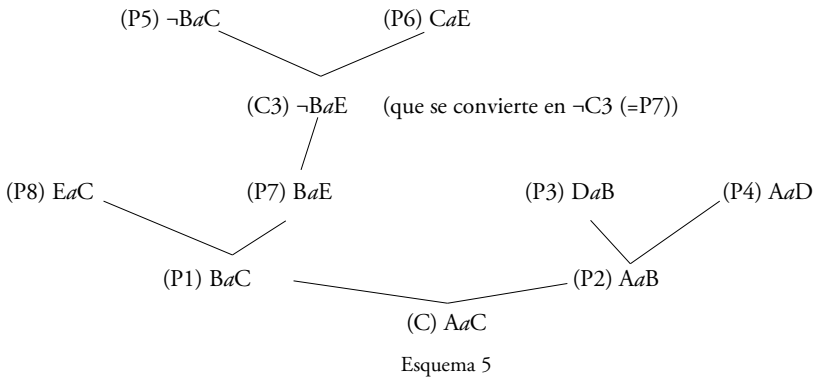 (P5) ¬BaC (P6) CaE
(C3) ¬BaE (que se convierte en ¬C3 (=P7))
(P8) EaC (P7) BaE (P3) DaB (P4) AaD
(P1) BaC (P2) AaB
(C) AaC
Esquema 5